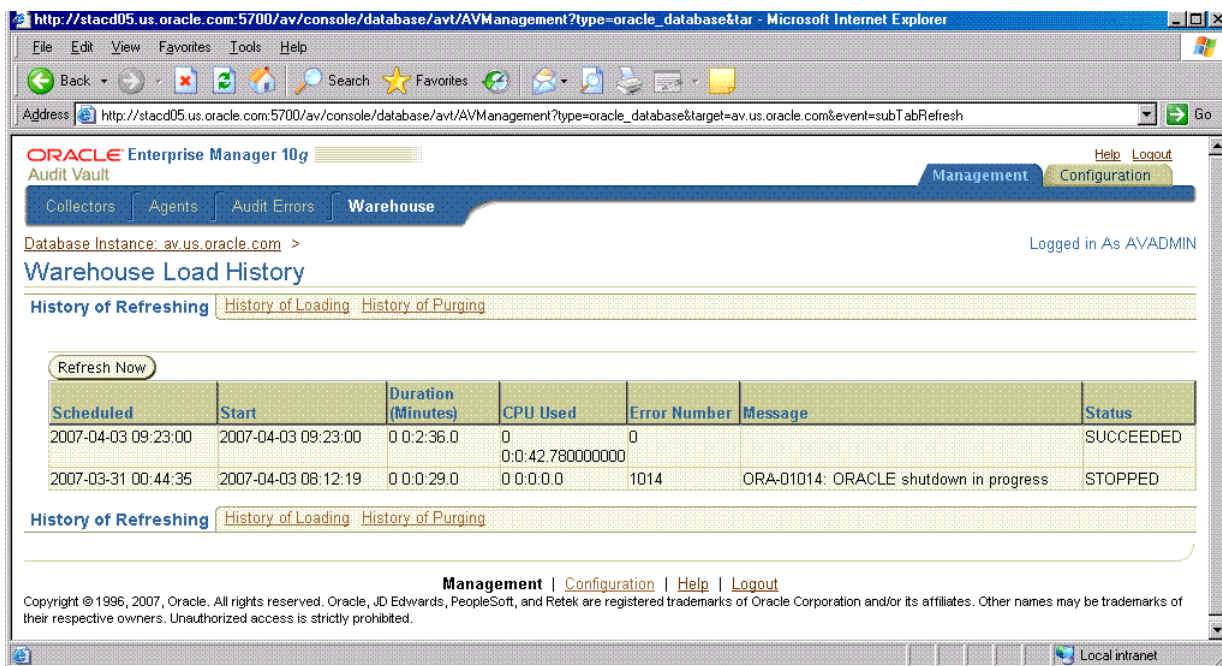 http://stacd05.us.oracle.com:5700/av/console/database/avt/AVManagement?type=oracle_database&tar - Microsoft Internet Explorer
File Edit View Favorites Tools Help
Back Search Favorites
Address http://stacd05.us.oracle.com:5700/av/console/database/avt/AVManagement?type=oracle_database&target=av.us.oracle.com&event=subTabRefresh Go
ORACLE Enterprise Manager 10g
Help Logout
Audit Vault
Management Configuration
Collectors Agents Audit Errors Warehouse
Database Instance: av.us.oracle.com >
Logged in As AVADMIN
Warehouse Load History
History of Refreshing History of Loading History of Purging
Refresh Now
Scheduled Start Duration (Minutes) CPU Used Error Number Message Status
2007-04-03 09:23:00 2007-04-03 09:23:00 0 0:2:36.0 0 0:0:42.780000000 0 SUCCEEDED
2007-03-31 00:44:35 2007-04-03 08:12:19 0 0:0:29.0 0 0:0:0.0 1014 ORA-01014: ORACLE shutdown in progress STOPPED
History of Refreshing History of Loading History of Purging
Management | Configuration | Help | Logout
Copyright © 1996, 2007, Oracle. All rights reserved. Oracle, JD Edwards, PeopleSoft, and Retek are registered trademarks of Oracle Corporation and/or its affiliates. Other names may be trademarks of
their respective owners. Unauthorized access is strictly prohibited.
Local intranet